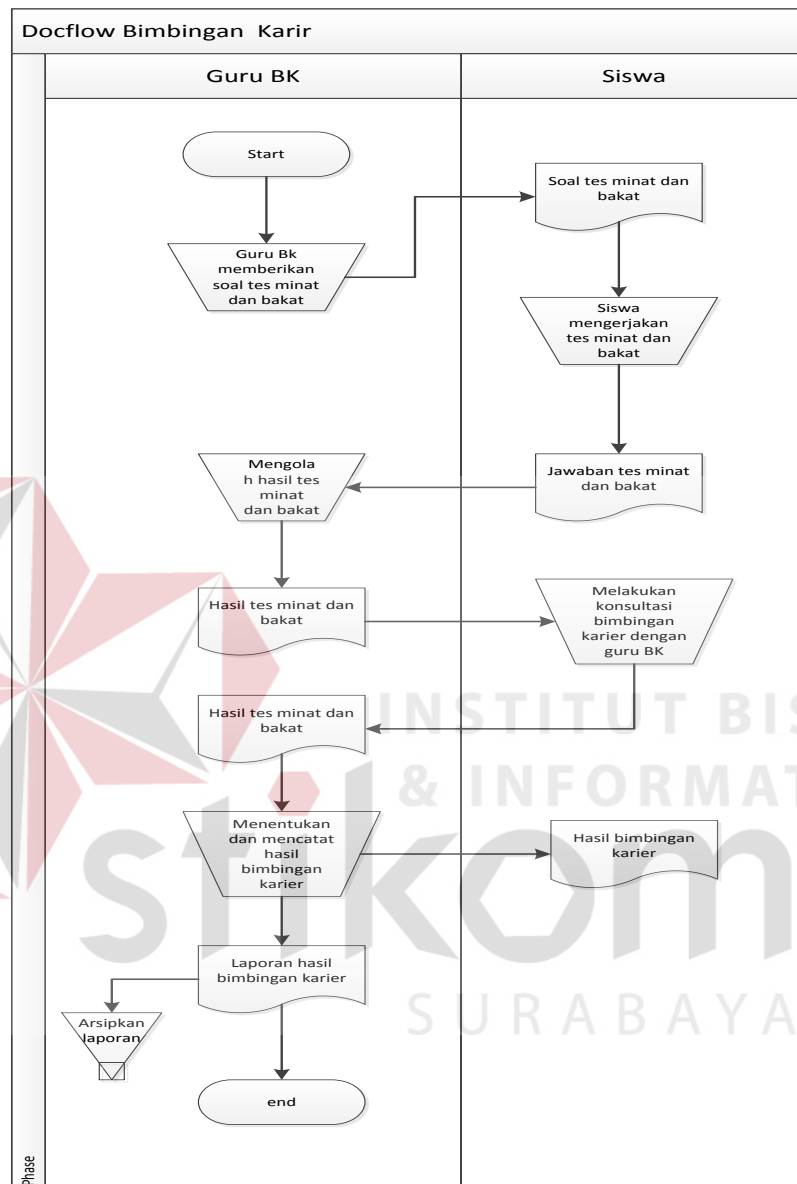 Docflow Bimbingan Karir
Guru BK
Siswa
Start
Guru Bk
memberikan
soal tes minat
dan bakat
Soal tes minat dan
bakat
Siswa
mengerjakan
tes minat dan
bakat
Jawaban tes minat
dan bakat
Mengola
h hasil tes
minat
dan bakat
Hasil tes minat dan
bakat
Melakukan
konsultasi
bimbingan
karier dengan
guru BK
Hasil tes minat dan
bakat
Menentukan
dan mencatat
hasil
bimbingan
karier
Hasil bimbingan
karier
Laporan hasil
bimbingan karier
Arsipkan
laporan
end
Phase
INSTITUT BIS
& INFORMAT
stikom
SURABAYA